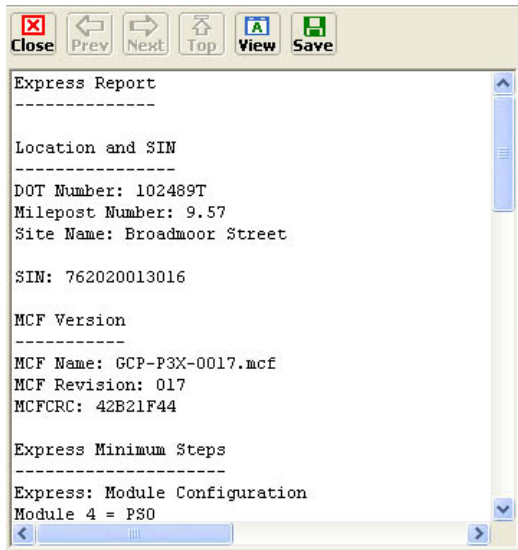 Close Prev Next Top View Save
Express Report
--------------
Location and SIN
----------------
DOT Number: 102489T
Milepost Number: 9.57
Site Name: Broadmoor Street
SIN: 762020013016
MCF Version
-----------
MCF Name: GCP-P3X-0017.mcf
MCF Revision: 017
MCFCRC: 42B21F44
Express Minimum Steps
---------------------
Express: Module Configuration
Module 4 = PSO